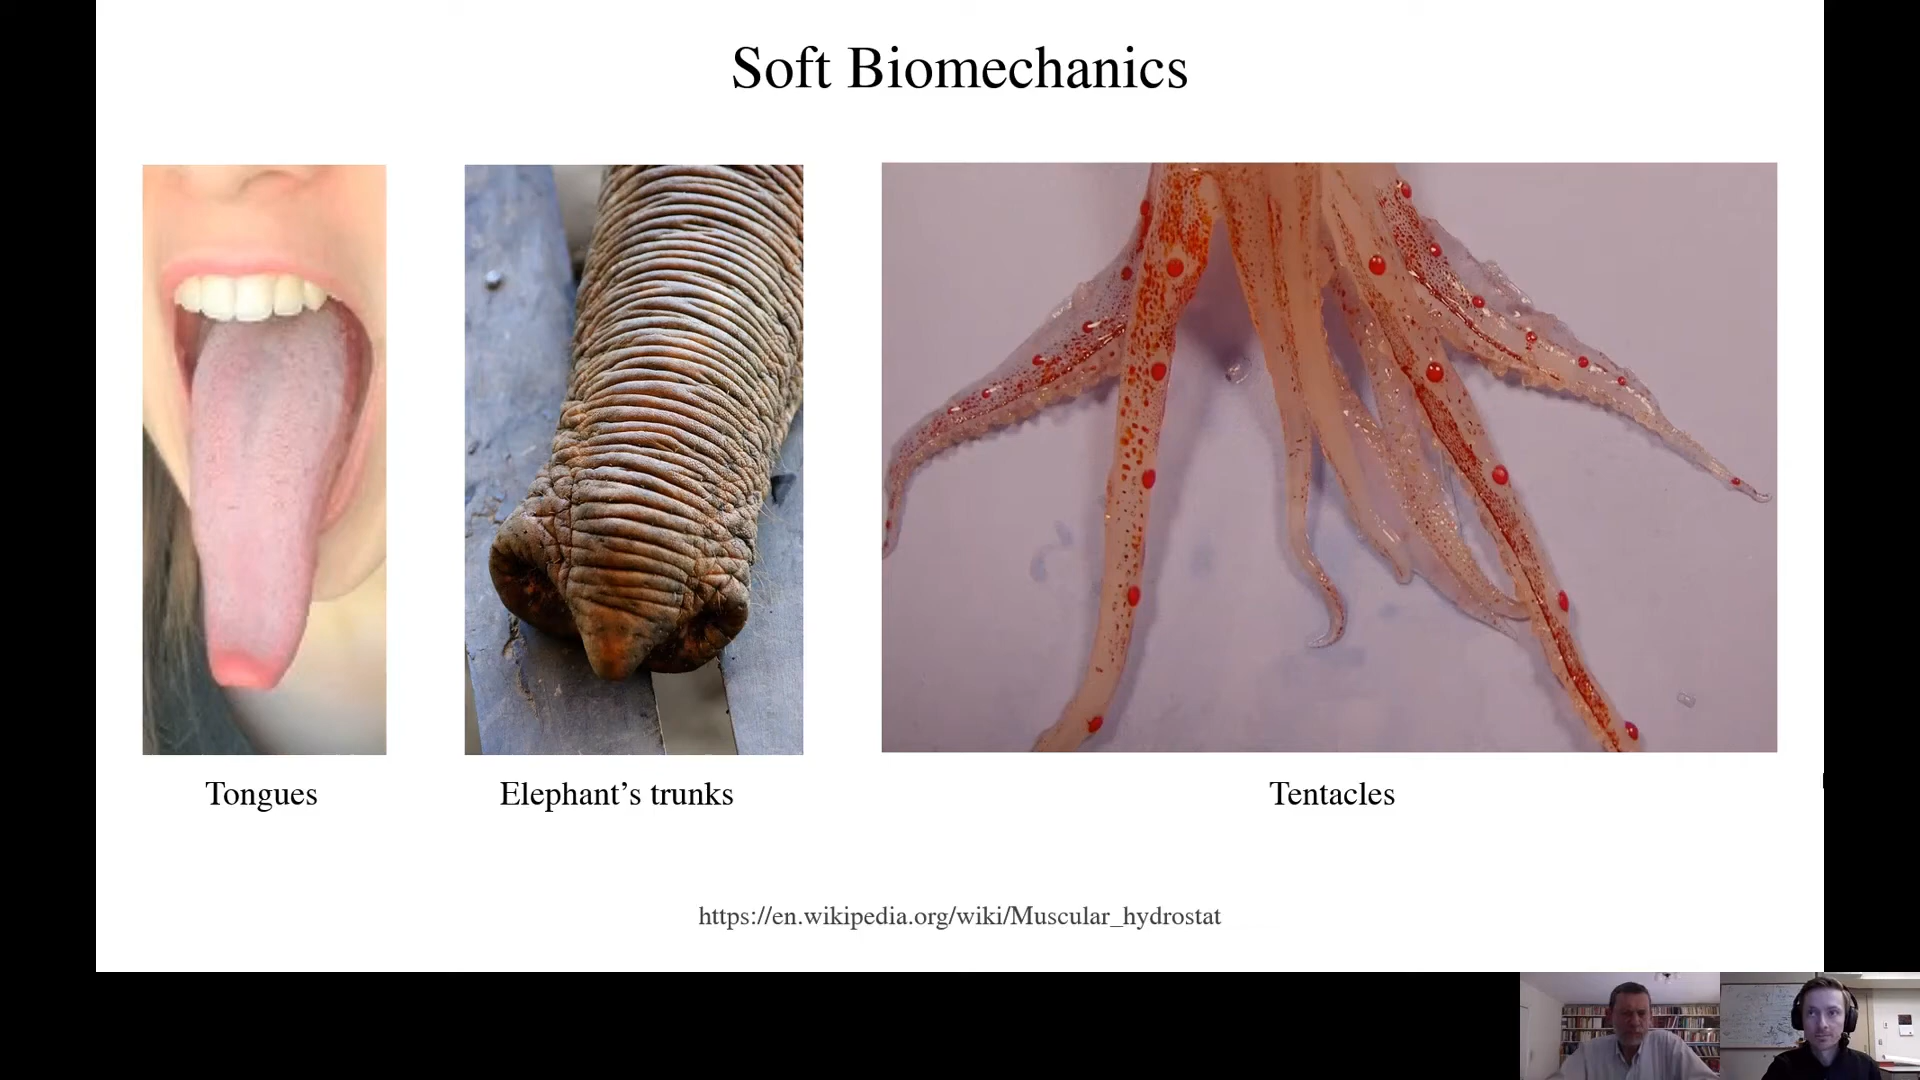 Soft Biomechanics
Tongues
Elephant’s trunks
Tentacles
https://en.wikipedia.org/wiki/Muscular_hydrostat